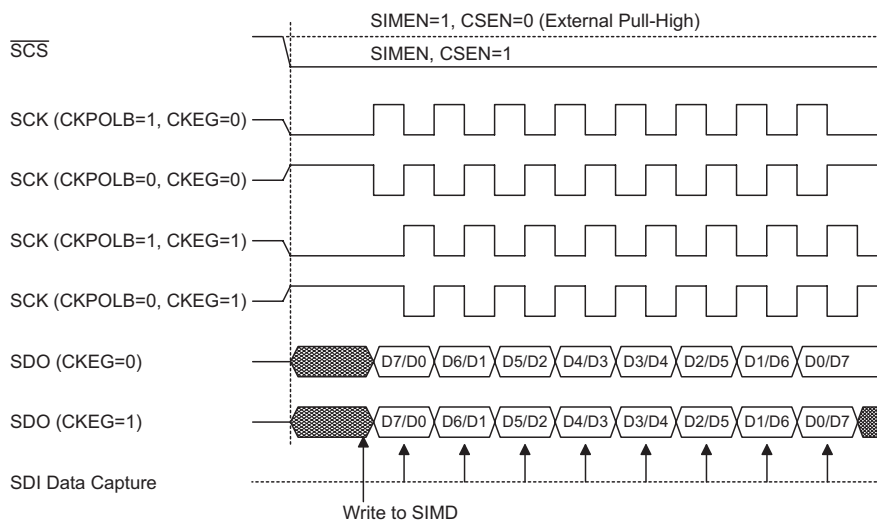 SIMEN=1, CSEN=0 (External Pull-High)
SCS
SIMEN, CSEN=1
SCK (CKPOLB=1, CKEG=0)
SCK (CKPOLB=0, CKEG=0)
SCK (CKPOLB=1, CKEG=1)
SCK (CKPOLB=0, CKEG=1)
SDO (CKEG=0) D7/D0 D6/D1 D5/D2 D4/D3 D3/D4 D2/D5 D1/D6 D0/D7
SDO (CKEG=1) D7/D0 D6/D1 D5/D2 D4/D3 D3/D4 D2/D5 D1/D6 D0/D7
SDI Data Capture
Write to SIMD